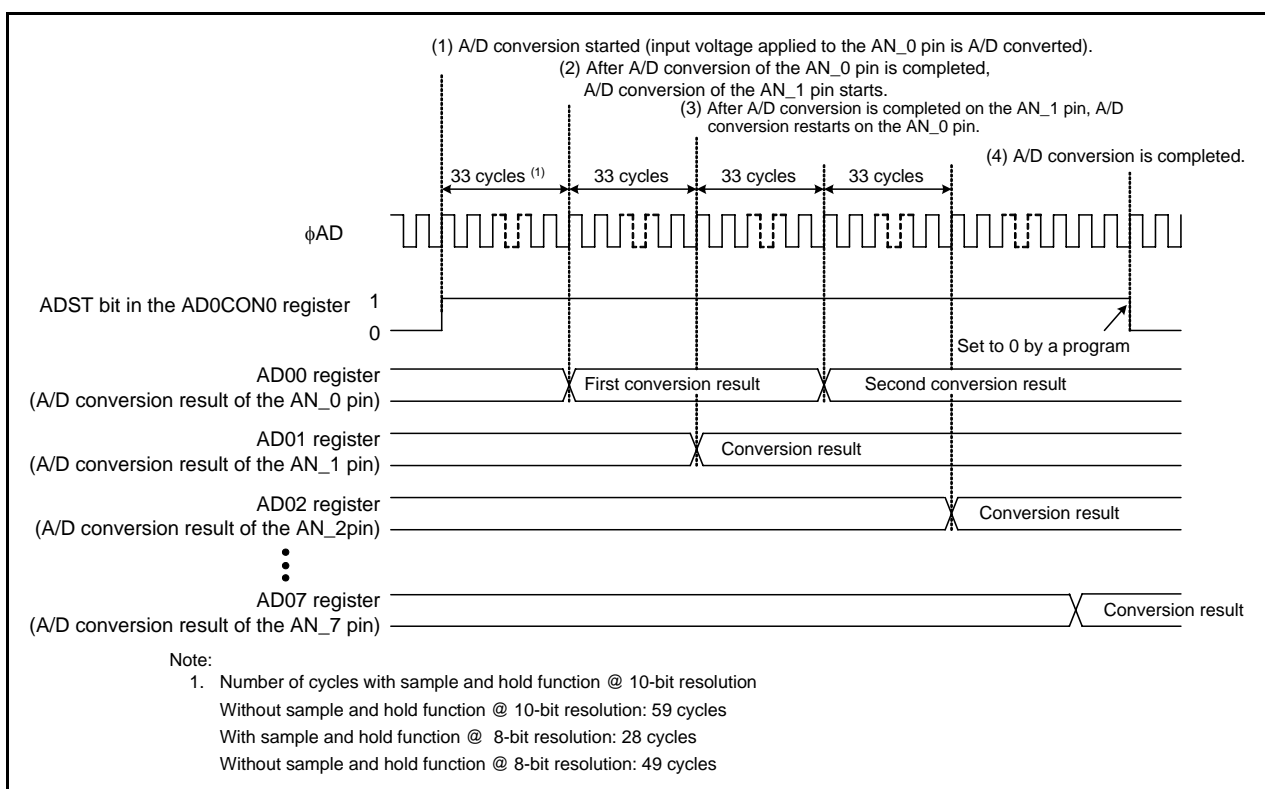 (1) A/D conversion started (input voltage applied to the AN_0 pin is A/D converted).
(2) After A/D conversion of the AN_0 pin is completed,
A/D conversion of the AN_1 pin starts.
(3) After A/D conversion is completed on the AN_1 pin, A/D
conversion restarts on the AN_0 pin.
(4) A/D conversion is completed.
33 cycles (1)
33 cycles
33 cycles
33 cycles
ϕAD
ADST bit in the AD0CON0 register
1
0
Set to 0 by a program
AD00 register
(A/D conversion result of the AN_0 pin)
First conversion result
Second conversion result
AD01 register
(A/D conversion result of the AN_1 pin)
Conversion result
AD02 register
(A/D conversion result of the AN_2pin)
Conversion result
AD07 register
(A/D conversion result of the AN_7 pin)
Conversion result
Note:
1. Number of cycles with sample and hold function @ 10-bit resolution
Without sample and hold function @ 10-bit resolution: 59 cycles
With sample and hold function @ 8-bit resolution: 28 cycles
Without sample and hold function @ 8-bit resolution: 49 cycles